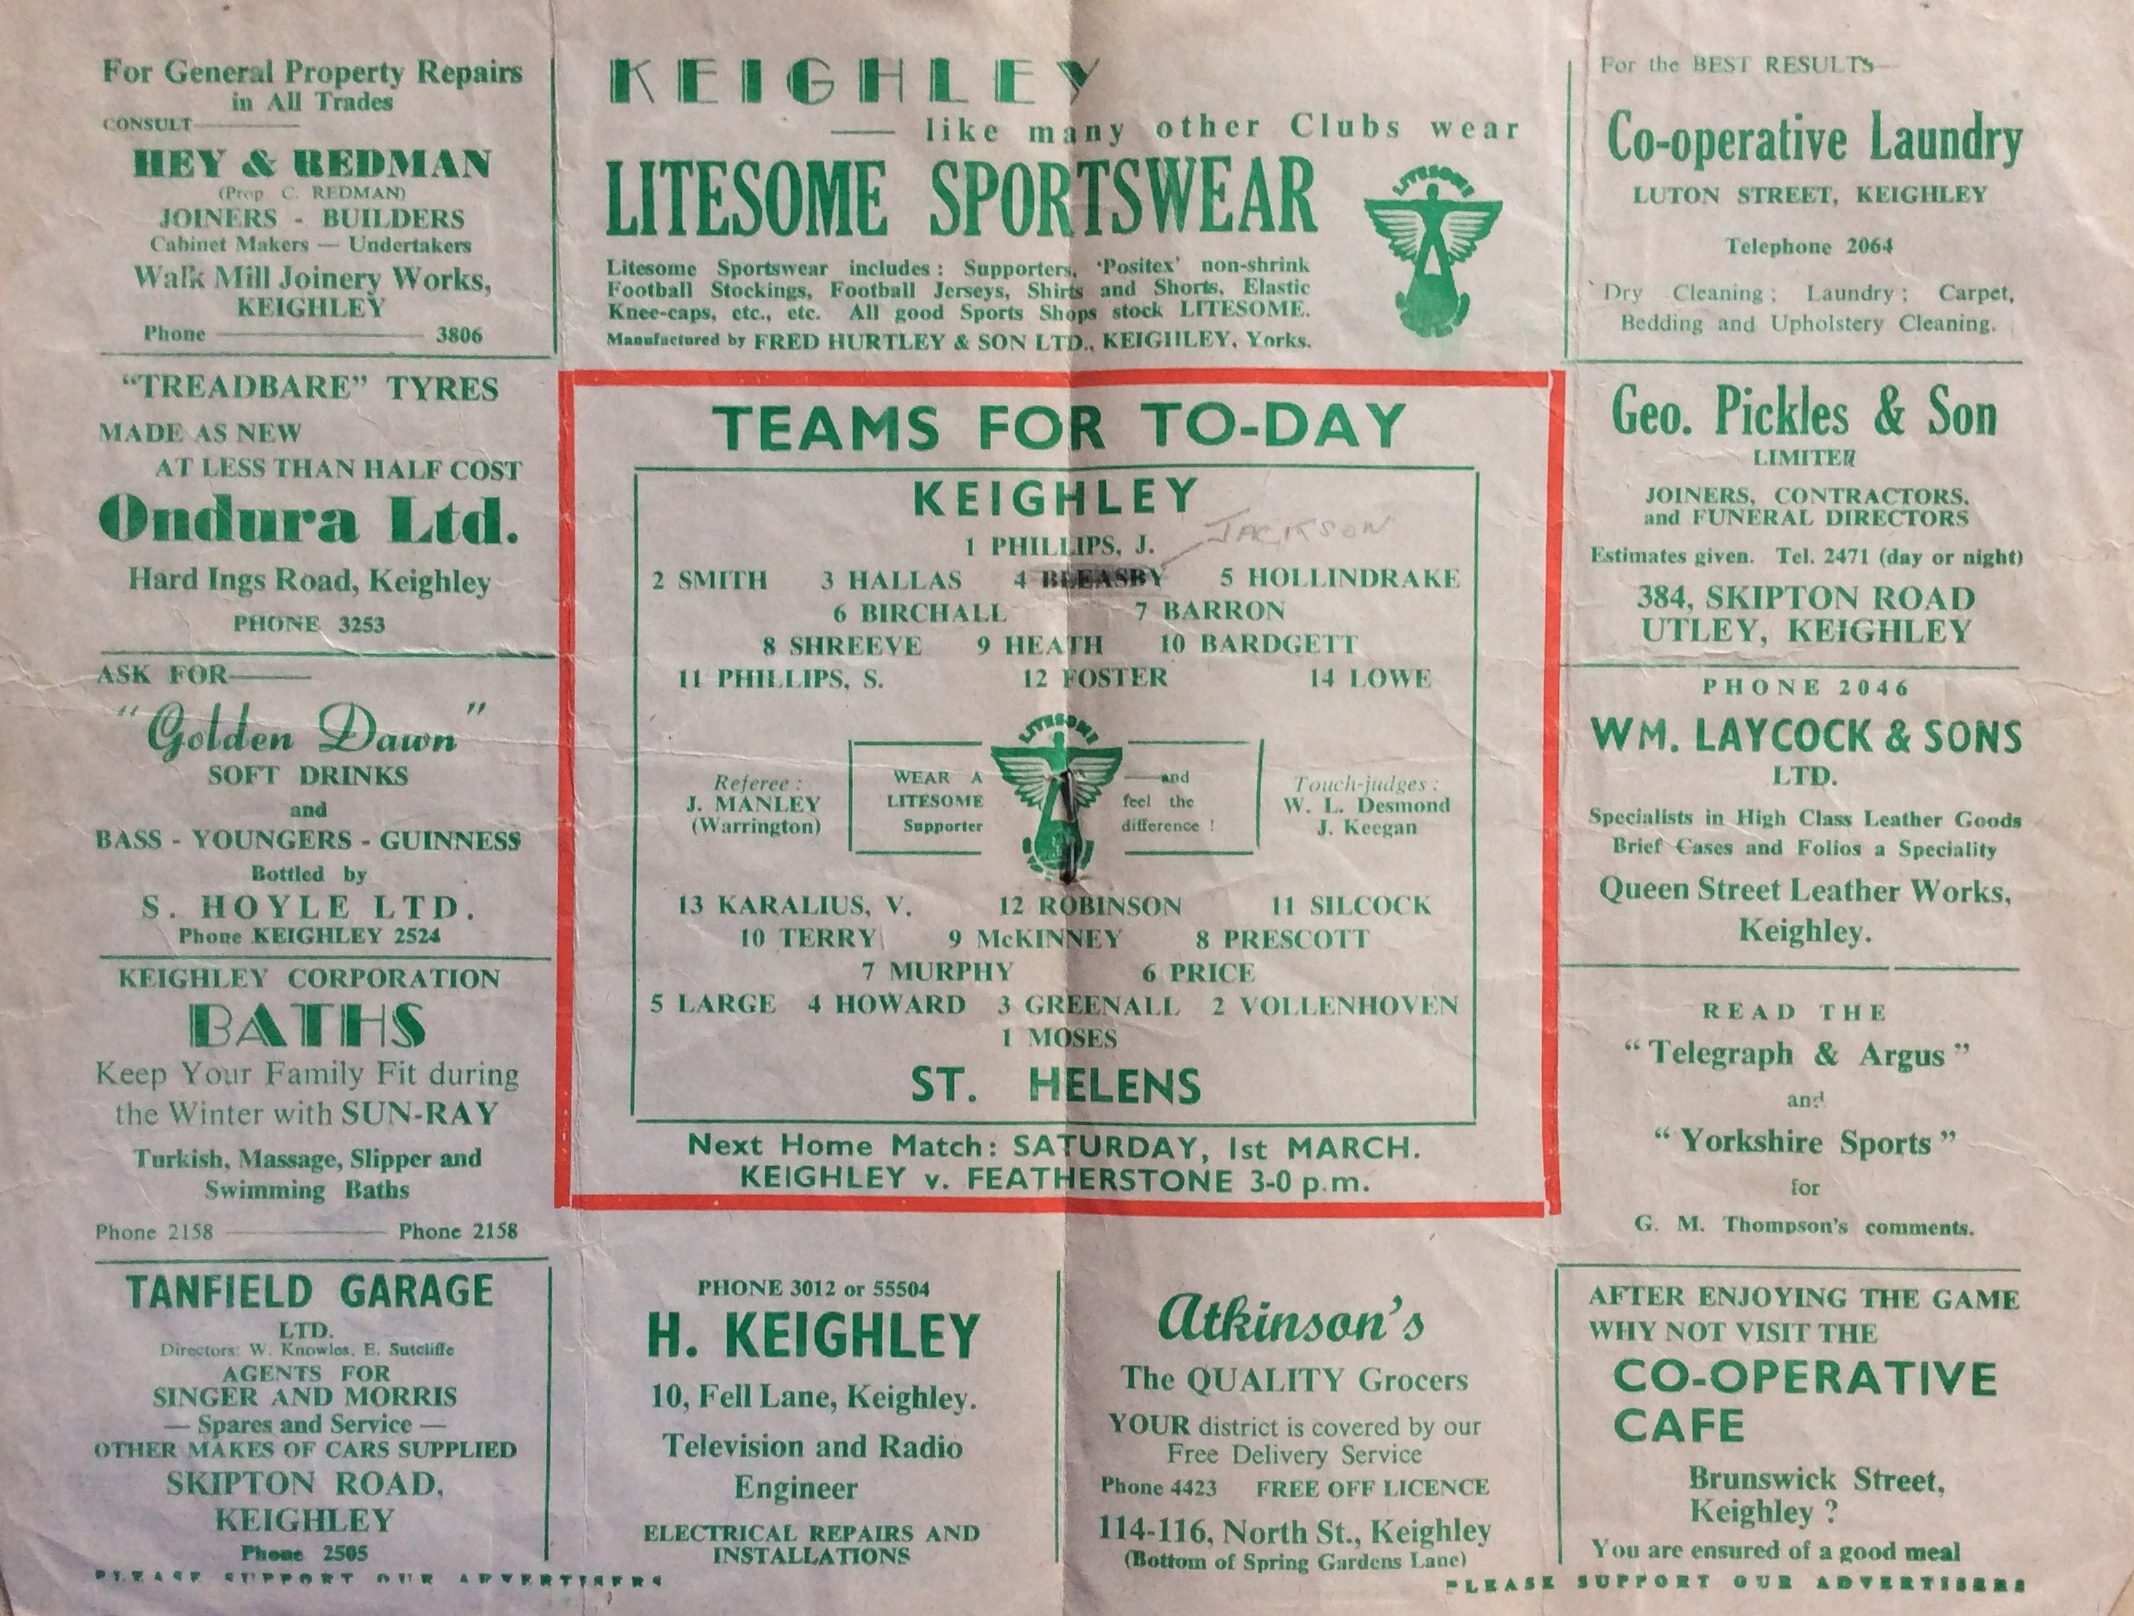 For General Property Repairs
in All Trades
CONSULT
HEY & REDMAN
(Prop C. REDMAN)
JOINERS - BUILDERS
Cabinet Makers — Undertakers
Walk Mill Joinery Works,
KEIGHLEY
Phone 3806
"TREADBARE" TYRES
MADE AS NEW
AT LESS THAN HALF COST
Ondura Ltd.
Hard Ings Road, Keighley
PHONE 3253
ASK FOR
"Golden Dawn"
SOFT DRINKS
and
BASS - YOUNGERS - GUINNESS
Bottled by
S. HOYLE LTD.
Phone KEIGHLEY 2524
KEIGHLEY CORPORATION
BATHS
Keep Your Family Fit during
the Winter with SUN-RAY
Turkish, Massage, Slipper and
Swimming Baths
Phone 2158 Phone 2158
TANFIELD GARAGE
LTD.
Directors: W. Knowles, E. Sutcliffe
AGENTS FOR
SINGER AND MORRIS
— Spares and Service —
OTHER MAKES OF CARS SUPPLIED
SKIPTON ROAD,
KEIGHLEY
Phone 2505
KEIGHLEY
— like many other Clubs wear
LITESOME SPORTSWEAR
LITESOME
Litesome Sportswear includes : Supporters, 'Positex' non-shrink
Football Stockings, Football Jerseys, Shirts and Shorts, Elastic
Knee-caps, etc., etc. All good Sports Shops stock LITESOME.
Manufactured by FRED HURTLEY & SON LTD., KEIGHLEY, Yorks.
TEAMS FOR TO-DAY
KEIGHLEY
JACKSON
1 PHILLIPS, J.
2 SMITH 3 HALLAS 4 BLEASBY 5 HOLLINDRAKE
6 BIRCHALL 7 BARRON
8 SHREEVE 9 HEATH 10 BARDGETT
11 PHILLIPS, S. 12 FOSTER 14 LOWE
LITESOME
Referee :
J. MANLEY
(Warrington)
WEAR A
LITESOME
Supporter
—and
feel the
difference !
Touch-judges :
W. L. Desmond
J. Keegan
13 KARALIUS, V. 12 ROBINSON 11 SILCOCK
10 TERRY 9 McKINNEY 8 PRESCOTT
7 MURPHY 6 PRICE
5 LARGE 4 HOWARD 3 GREENALL 2 VOLLENHOVEN
1 MOSES
ST. HELENS
Next Home Match: SATURDAY, 1st MARCH.
KEIGHLEY v. FEATHERSTONE 3-0 p.m.
PHONE 3012 or 55504
H. KEIGHLEY
10, Fell Lane, Keighley.
Television and Radio
Engineer
ELECTRICAL REPAIRS AND
INSTALLATIONS
Atkinson's
The QUALITY Grocers
YOUR district is covered by our
Free Delivery Service
Phone 4423 FREE OFF LICENCE
114-116, North St., Keighley
(Bottom of Spring Gardens Lane)
For the BEST RESULTS—
Co-operative Laundry
LUTON STREET, KEIGHLEY
Telephone 2064
Dry Cleaning ; Laundry ; Carpet,
Bedding and Upholstery Cleaning.
Geo. Pickles & Son
LIMITED
JOINERS, CONTRACTORS,
and FUNERAL DIRECTORS
Estimates given. Tel. 2471 (day or night)
384, SKIPTON ROAD
UTLEY, KEIGHLEY
PHONE 2046
WM. LAYCOCK & SONS
LTD.
Specialists in High Class Leather Goods
Brief Cases and Folios a Speciality
Queen Street Leather Works,
Keighley.
READ THE
"Telegraph & Argus"
and
"Yorkshire Sports"
for
G. M. Thompson's comments.
AFTER ENJOYING THE GAME
WHY NOT VISIT THE
CO-OPERATIVE
CAFE
Brunswick Street,
Keighley ?
You are ensured of a good meal
PLEASE SUPPORT OUR ADVERTISERS
PLEASE SUPPORT OUR ADVERTISERS